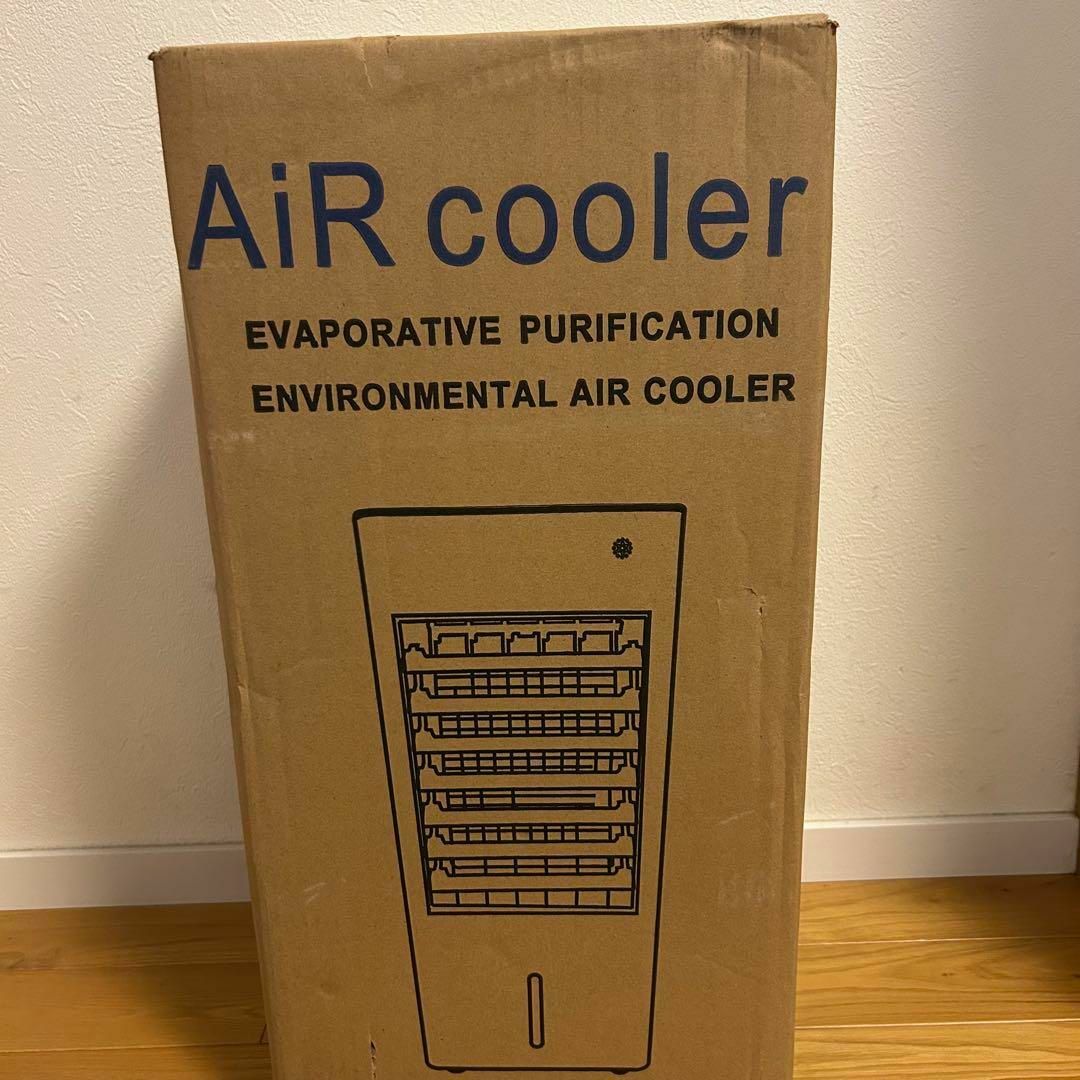 AiR cooler
EVAPORATIVE PURIFICATION
ENVIRONMENTAL AIR COOLER